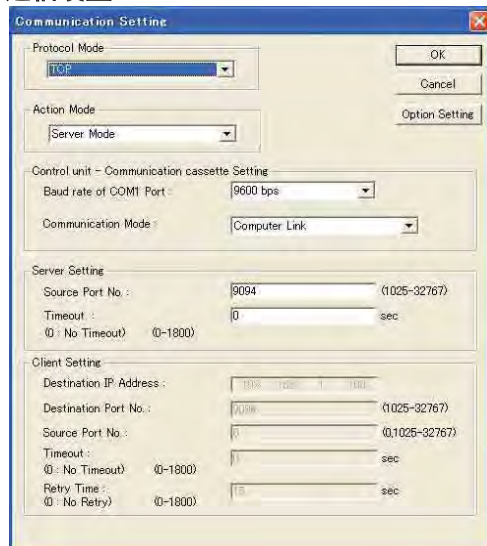 Communication Setting
Protocol Mode
TCP
OK
Cancel
Action Mode
Option Setting
Server Mode
Control unit - Communication cassette Setting
Baud rate of COM1 Port :
9600 bps
Communication Mode :
Computer Link
Server Setting
Source Port No. :
9094
(1025-32767)
Timeout :
0
sec
(0 : No Timeout)
(0-1800)
Client Setting
Destination IP Address :
Destination Port No. :
(1025-32767)
Source Port No. :
0
(0,1025-32767)
Timeout :
sec
(0 : No Timeout)
(0-1800)
Retry Time :
sec
(0 : No Retry)
(0-1800)